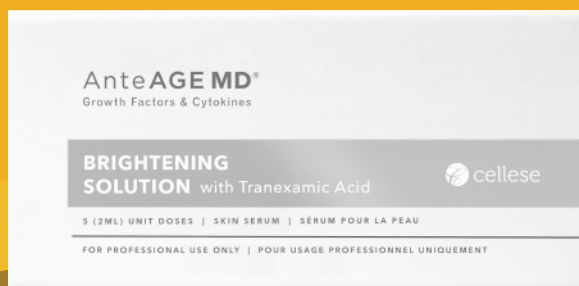 AnteAGE MD®
Growth Factors & Cytokines
BRIGHTENING
SOLUTION with Tranexamic Acid
cellese
5 (2ML) UNIT DOSES | SKIN SERUM | SÉRUM POUR LA PEAU
FOR PROFESSIONAL USE ONLY | POUR USAGE PROFESSIONNEL UNIQUEMENT